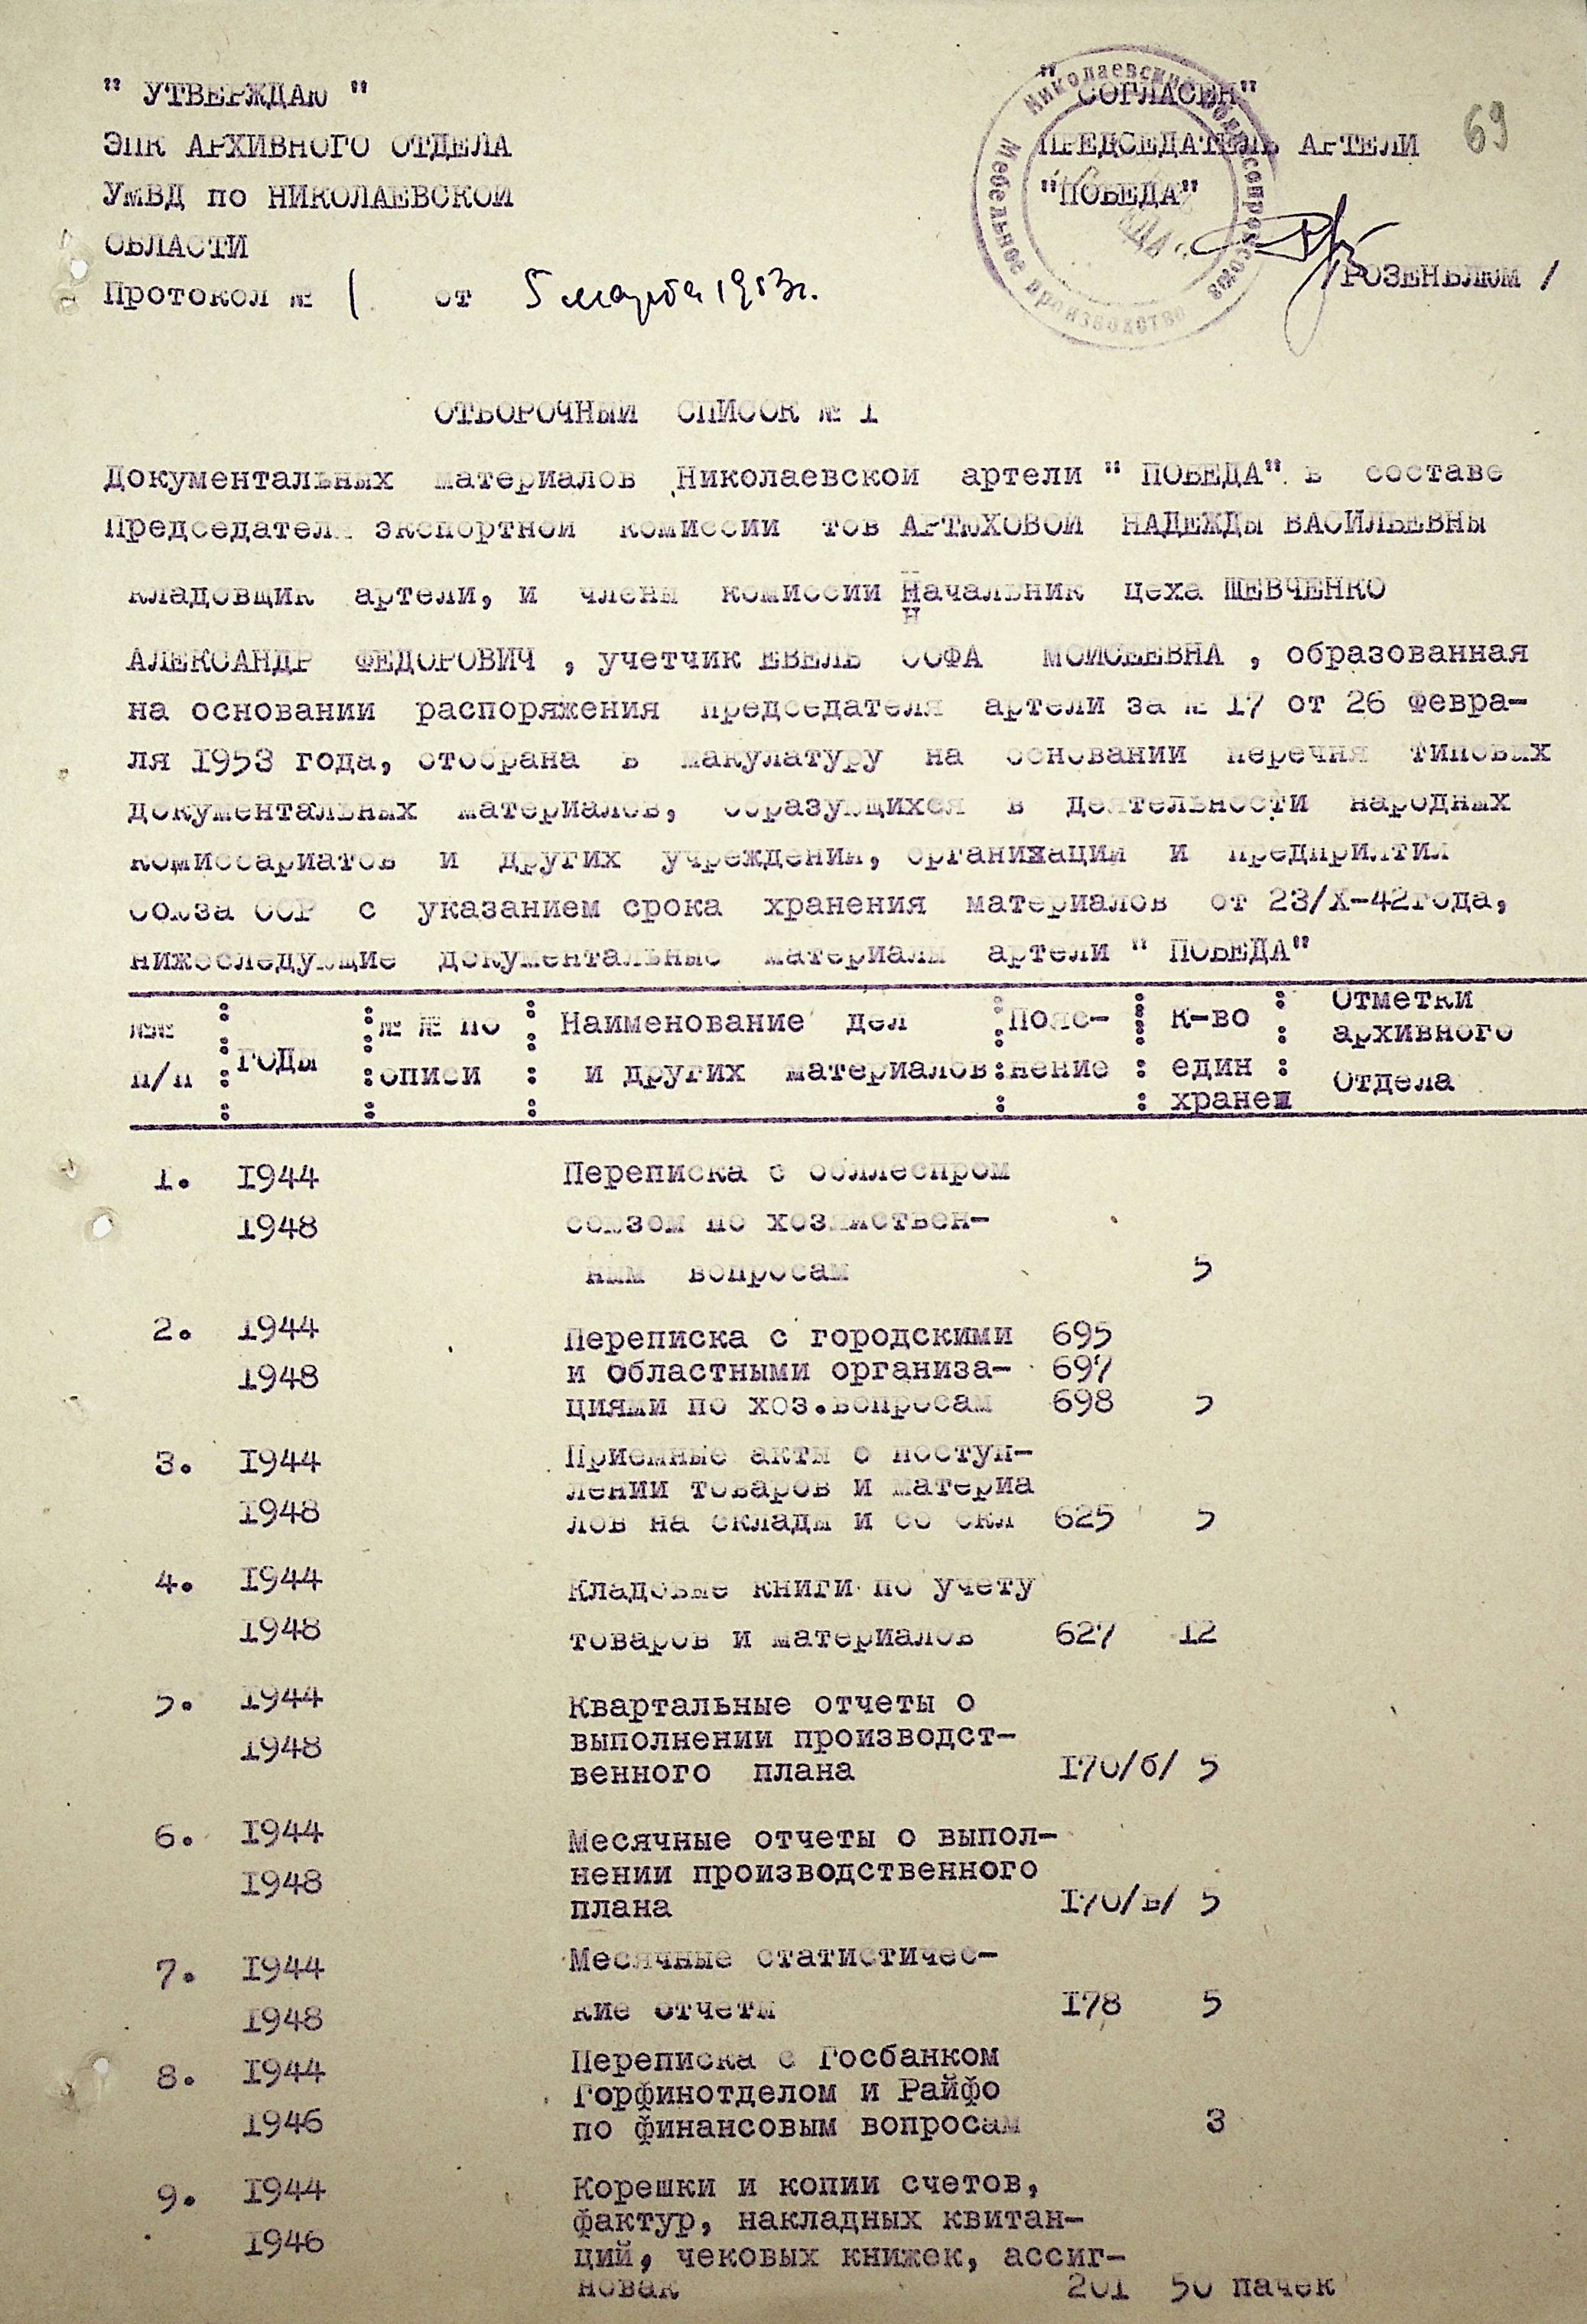 " УТВЕРЖДАЮ "
ЭПК АРХИВНОГО ОТДЕЛА
УМВД по НИКОЛАЕВСКОЙ
ОБЛАСТИ
Протокол № 1 от 5 марта 1953г.
"СОГЛАСЕН"
ПРЕДСЕДАТЕЛЬ АРТЕЛИ
"ПОБЕДА"
/РОЗЕНБЛЮМ /
69
Николаевский
Мебельное производство
ОТБОРОЧНЫЙ СПИСОК № I
Документальных материалов Николаевской артели " ПОБЕДА" в составе
Председателя экспортной комиссии тов АРТЮХОВОЙ НАДЕЖДЫ ВАСИЛЬЕВНЫ
кладовщик артели, и члены комиссии Начальник цеха ШЕВЧЕНКО
Н
АЛЕКСАНДР ФЕДОРОВИЧ , учетчик ЕВЕЛЬ СОФА МОИСЕЕВНА , образованная
на основании распоряжения председателя артели за № 17 от 26 Февра-
ля 1953 года, отобрана в макулатуру на основании перечня типовых
документальных материалов, образующихся в деятельности народных
комиссариатов и других учреждений, организации и предприятий
союза ССР с указанием срока хранения материалов от 23/X-42года,
нижеследующие документальные материалы артели " ПОБЕДА"
№№ : годы : № № по : Наименование дел : Пояс- : К-во : Отметки
архивного
п/п : :описи : и других материалов:нение : един : Отдела
хранен
1. 1944 Переписка с обллеспром
1948 союзом по хозяйствен-
ным вопросам 5
2. 1944 Переписка с городскими 695
1948 и областными организа- 697
циями по хоз.вопросам 698 5
3. 1944 Приемные акты о поступ-
лении товаров и материа
1948 лов на склады и со скл 625 5
4. 1944 Кладовые книги по учету
1948 товаров и материалов 627 12
5. 1944 Квартальные отчеты о
1948 выполнении производст-
венного плана 170/б/ 5
6. 1944 Месячные отчеты о выпол-
1948 нении производственного
плана 170/в/ 5
7. 1944 Месячные статистичес-
1948 кие отчеты 178 5
8. 1944 Переписка с Госбанком
Горфинотделом и Райфо
1946 по финансовым вопросам 3
9. 1944 Корешки и копии счетов,
фактур, накладных квитан-
1946 ций, чековых книжек, ассиг-
новак 201 50 пачек